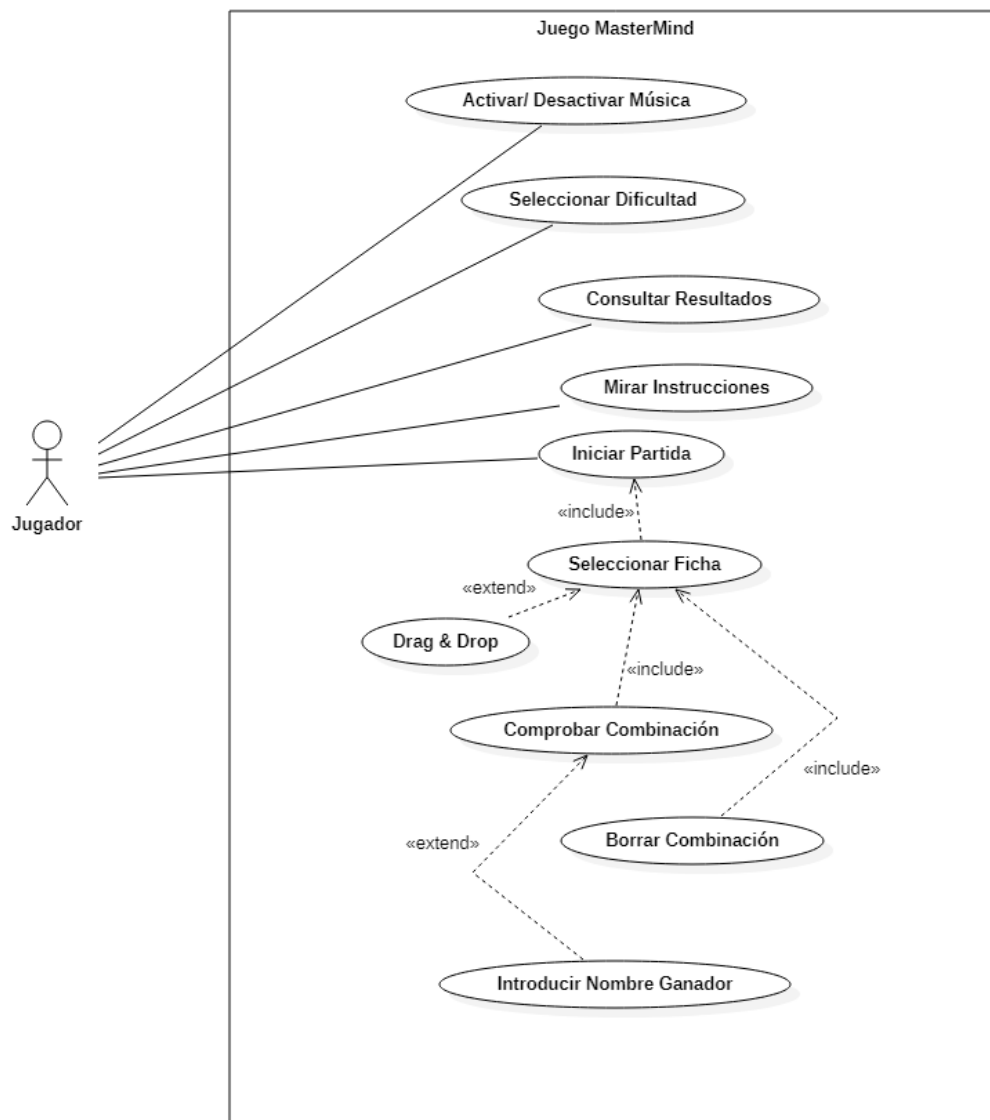 Juego MasterMind
Activar/ Desactivar Música
Seleccionar Dificultad
Consultar Resultados
Mirar Instrucciones
Iniciar Partida
Jugador
«include»
Seleccionar Ficha
«extend»
Drag & Drop
«include»
Comprobar Combinación
«include»
«extend»
Borrar Combinación
Introducir Nombre Ganador